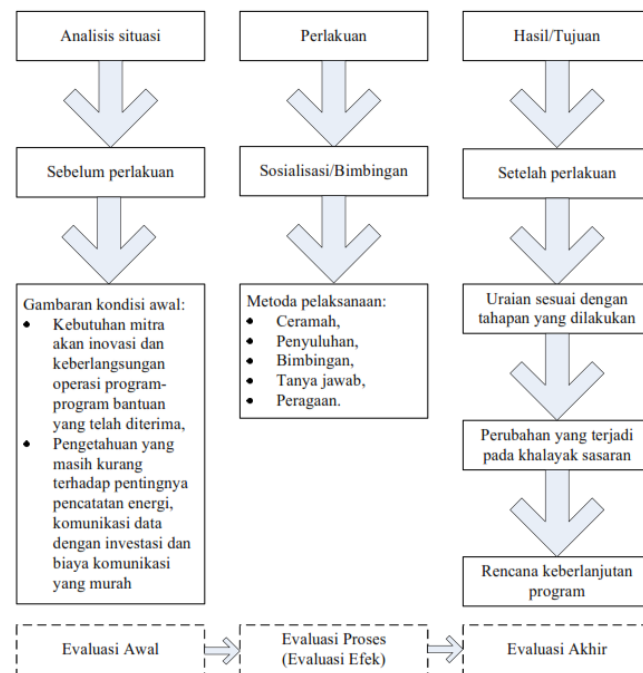 Analisis situasi
Sebelum perlakuan
Gambaran kondisi awal:
• Kebutuhan mitra
akan inovasi dan
keberlangsungan
operasi program-
program bantuan
yang telah diterima,
• Pengetahuan yang
masih kurang
terhadap pentingnya
pencatatan energi,
komunikasi data
dengan investasi dan
biaya komunikasi
yang murah
Evaluasi Awal
Perlakuan
Sosialisasi/Bimbingan
Metoda pelaksanaan:
• Ceramah,
• Penyuluhan,
• Bimbingan,
• Tanya jawab,
• Peragaan.
Evaluasi Proses
(Evaluasi Efek)
Hasil/Tujuan
Setelah perlakuan
Uraian sesuai dengan
tahapan yang dilakukan
Perubahan yang terjadi
pada khalayak sasaran
Rencana keberlanjutan
program
Evaluasi Akhir